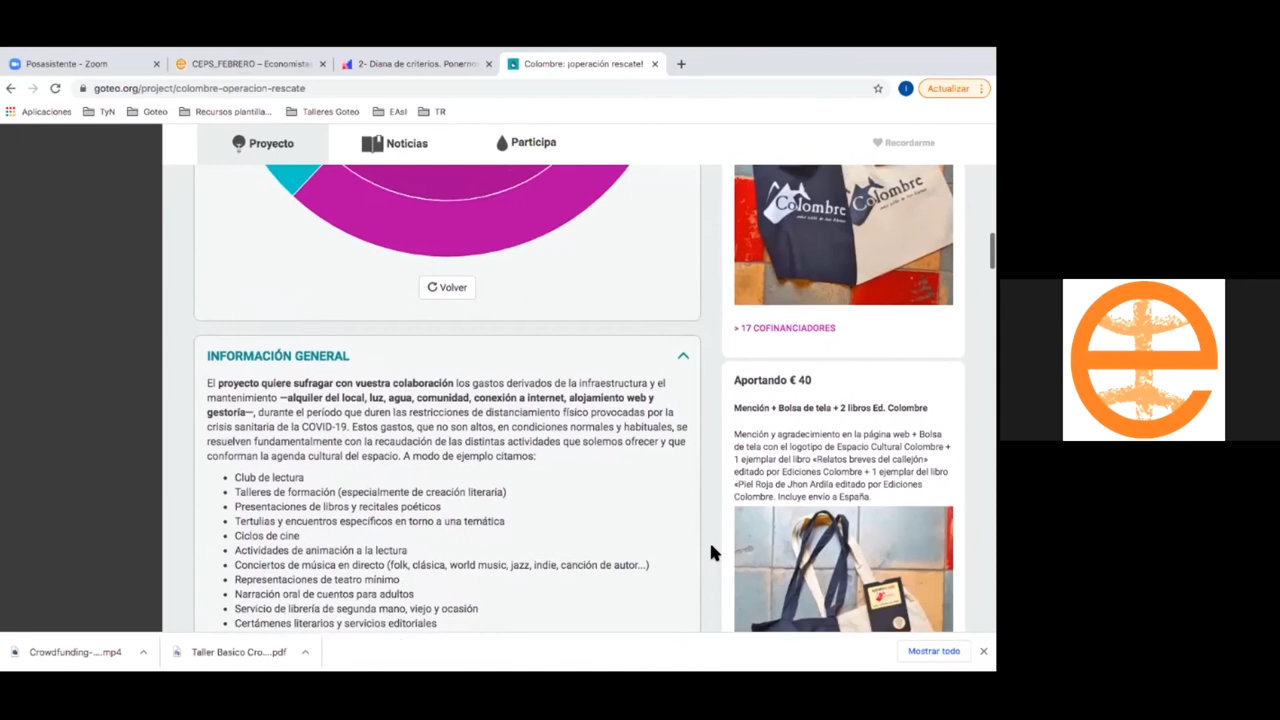 Posasistente - Zoom
CEPS_FEBRERO – Economistas
2- Diana de criterios. Ponerno
Colombre: ¡operación rescate!
goteo.org/project/colombre-operacion-rescate
Actualizar
Aplicaciones
TyN
Goteo
Recursos plantilla...
Talleres Goteo
EAsI
TR
Proyecto
Noticias
Participa
Recordarme
Colombre
Colombre
Volver
> 17 COFINANCIADORES
INFORMACIÓN GENERAL
El proyecto quiere sufragar con vuestra colaboración los gastos derivados de la infraestructura y el
mantenimiento —alquiler del local, luz, agua, comunidad, conexión a internet, alojamiento web y
gestoría—, durante el período que duren las restricciones de distanciamiento físico provocadas por la
crisis sanitaria de la COVID-19. Estos gastos, que no son altos, en condiciones normales y habituales, se
resuelven fundamentalmente con la recaudación de las distintas actividades que solemos ofrecer y que
conforman la agenda cultural del espacio. A modo de ejemplo citamos:
Club de lectura
Talleres de formación (especialmente de creación literaria)
Presentaciones de libros y recitales poéticos
Tertulias y encuentros específicos en torno a una temática
Ciclos de cine
Actividades de animación a la lectura
Conciertos de música en directo (folk, clásica, world music, jazz, indie, canción de autor...)
Representaciones de teatro mínimo
Narración oral de cuentos para adultos
Servicio de librería de segunda mano, viejo y ocasión
Certámenes literarios y servicios editoriales
Aportando € 40
Mención + Bolsa de tela + 2 libros Ed. Colombre
Mención y agradecimiento en la página web + Bolsa
de tela con el logotipo de Espacio Cultural Colombre +
1 ejemplar del libro «Relatos breves del callejón»
editado por Ediciones Colombre + 1 ejemplar del libro
«Piel Roja de Jhon Ardila editado por Ediciones
Colombre. Incluye envío a España.
Crowdfunding-....mp4
Taller Basico Cro....pdf
Mostrar todo